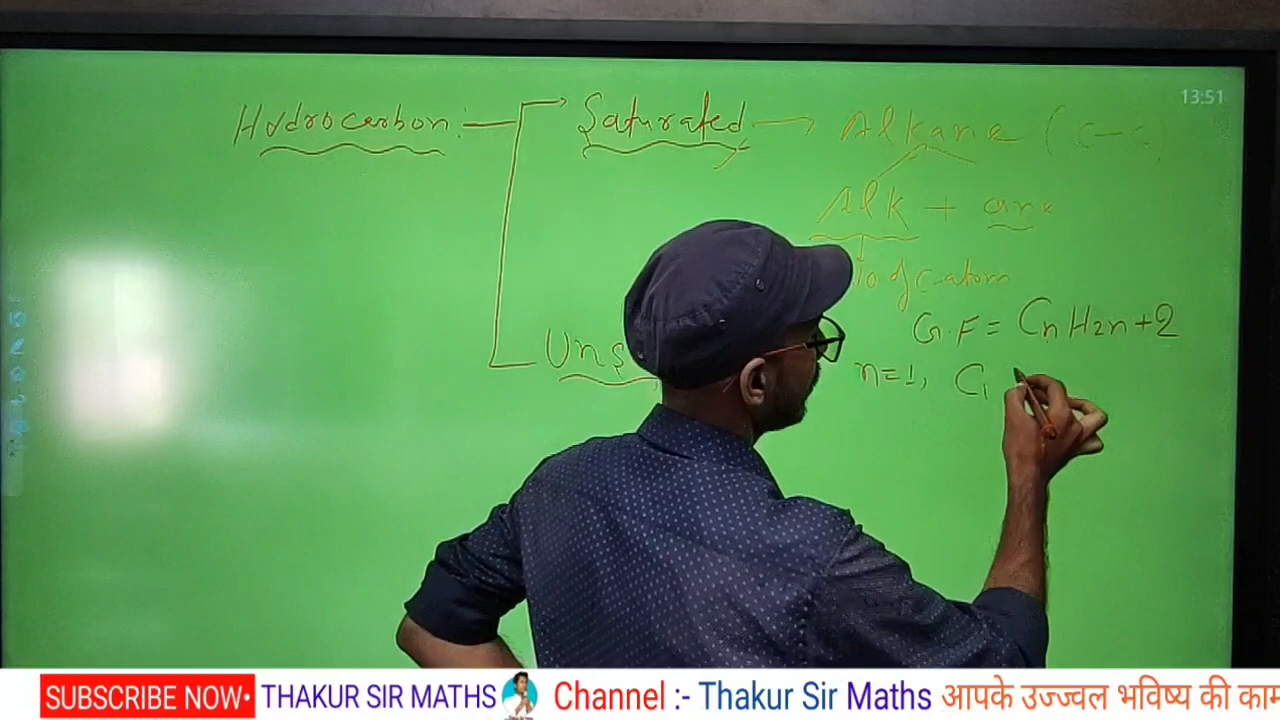 13:51
Hydrocarbon :- Saturated → Alkane (C-C)
Alk + ane
No of C-atom
G.F = CnH2n+2
Uns
n=1, C1
SUBSCRIBE NOW• THAKUR SIR MATHS Channel :- Thakur Sir Maths आपके उज्ज्वल भविष्य की काम